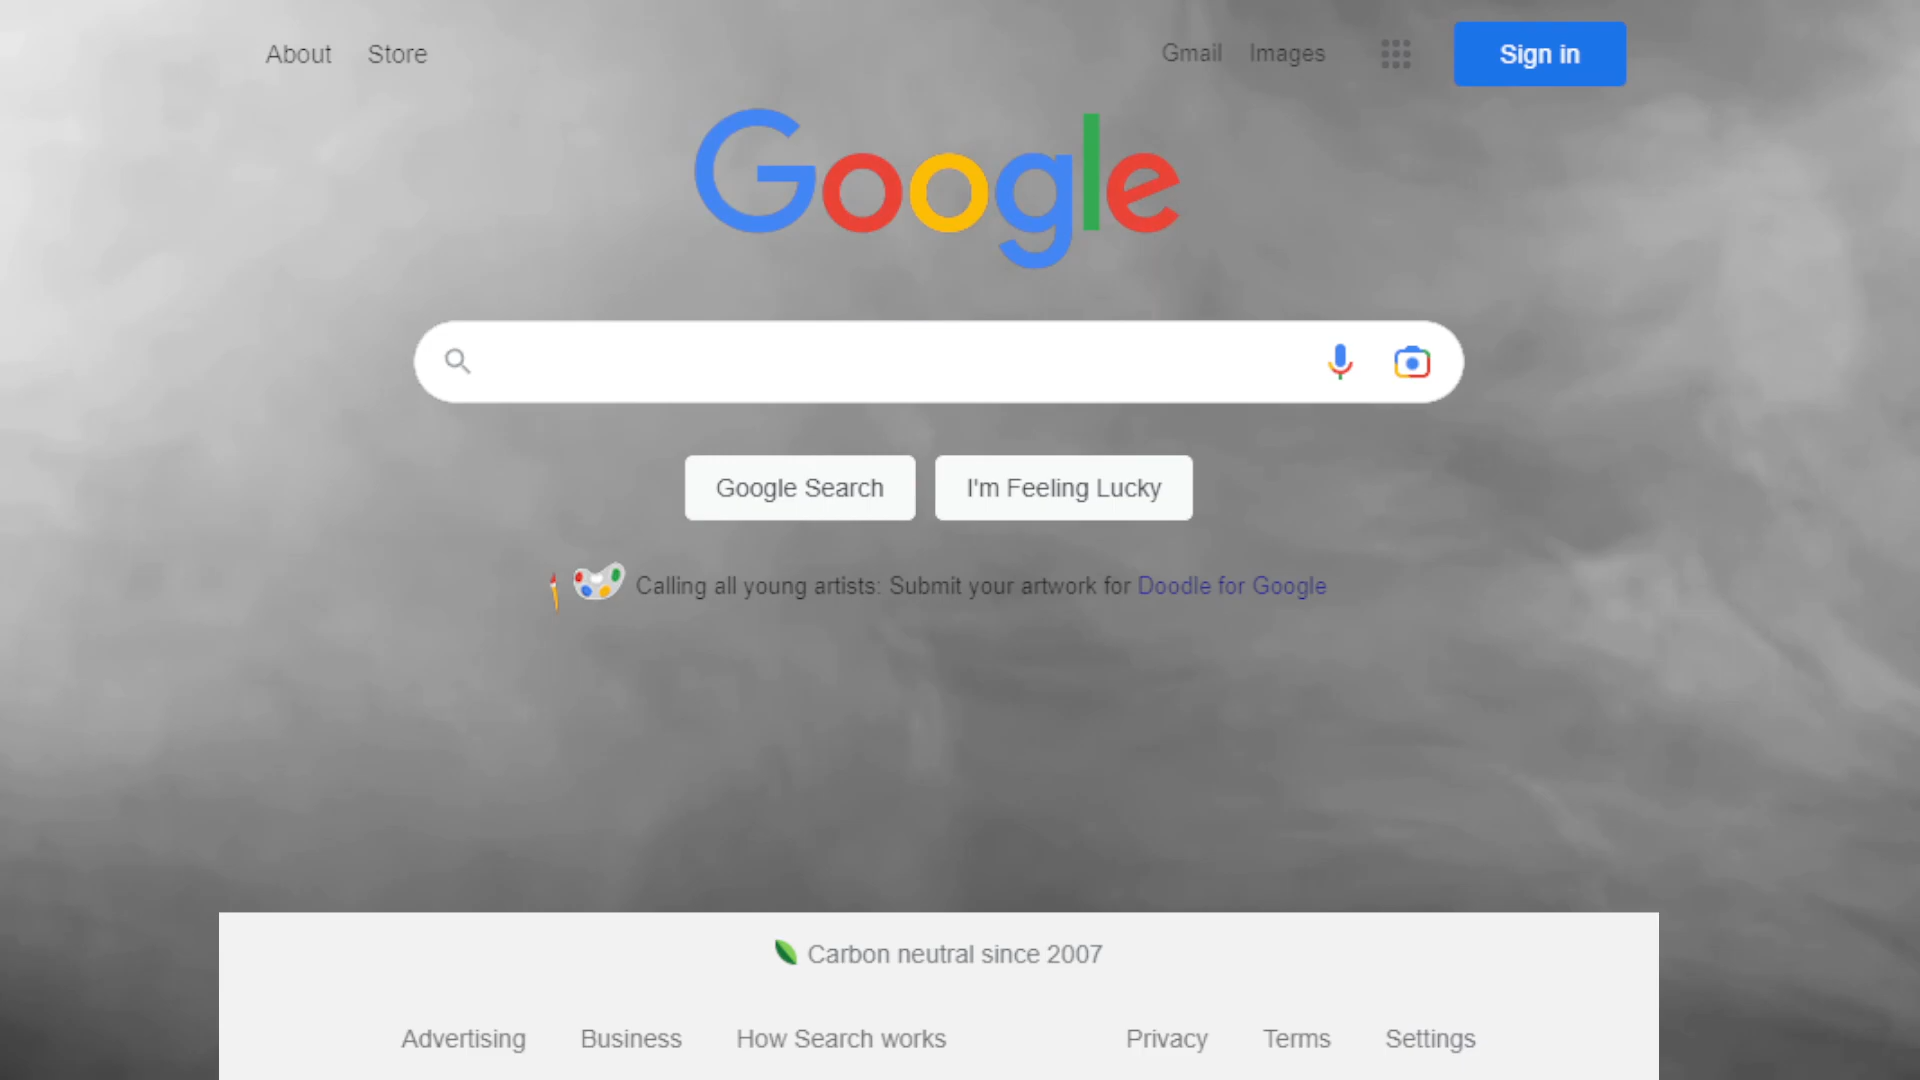 About Store Gmail Images Sign in
Google
Google Search I'm Feeling Lucky
Calling all young artists: Submit your artwork for Doodle for Google
Carbon neutral since 2007
Advertising Business How Search works Privacy Terms Settings